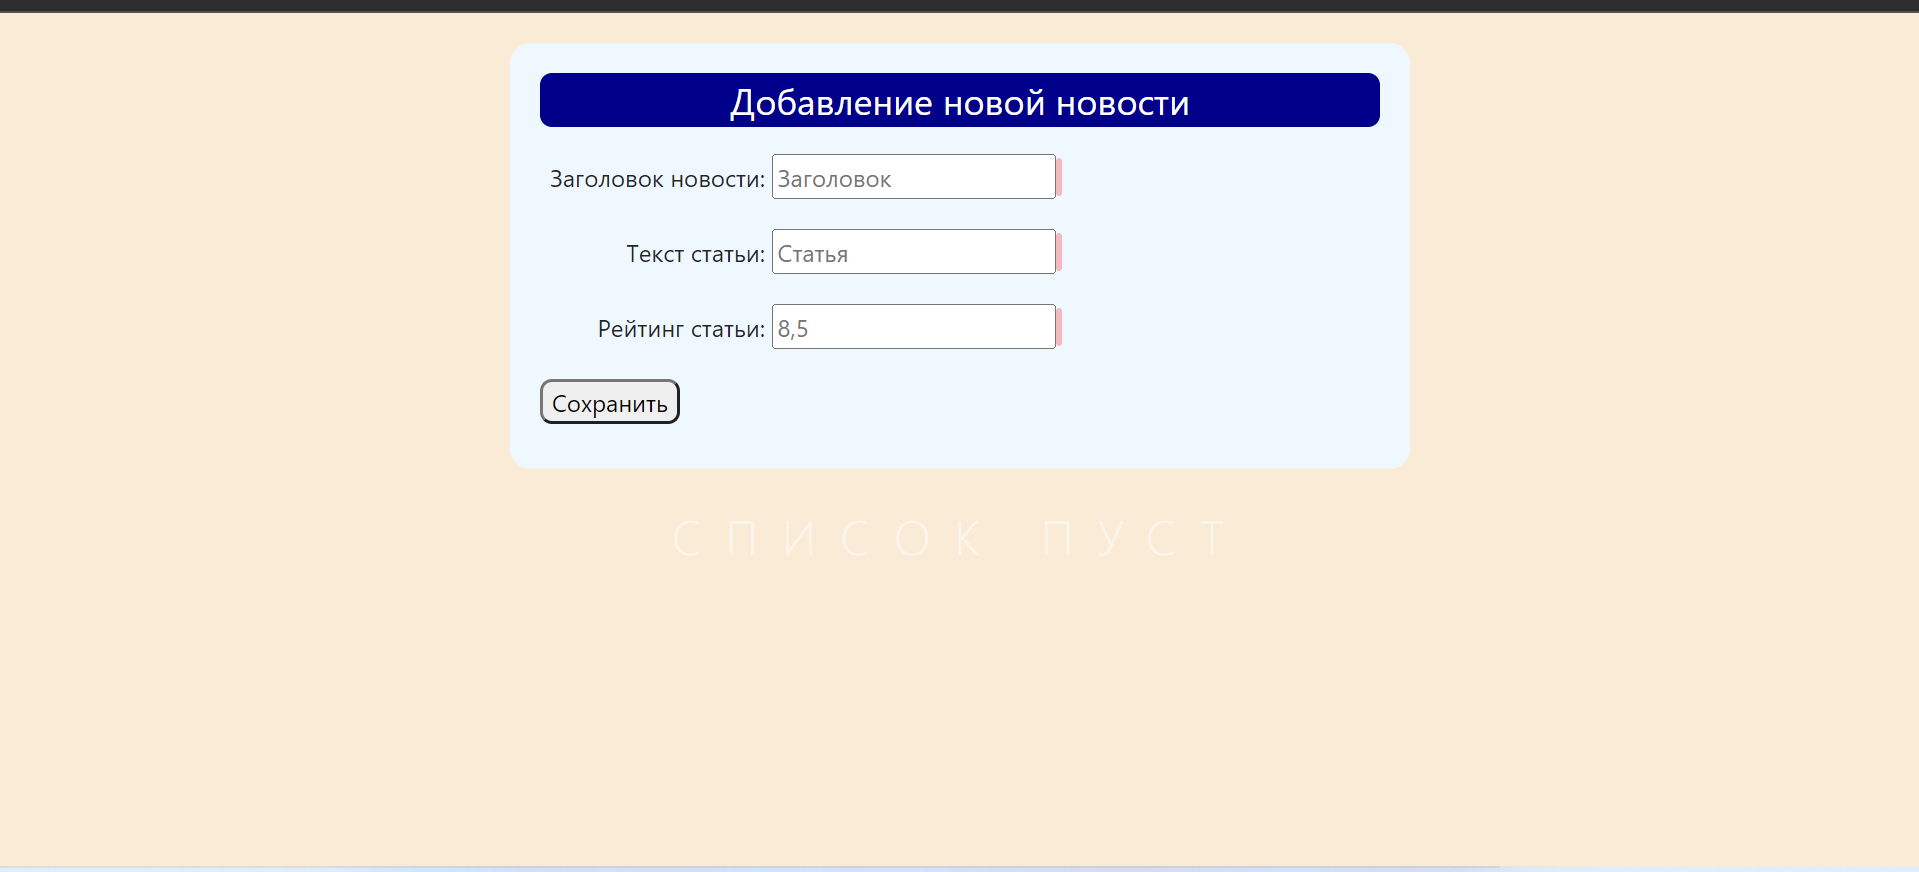 Добавление новой новости
Заголовок новости: Заголовок
Текст статьи: Статья
Рейтинг статьи: 8,5
Сохранить
СПИСОК ПУСТ